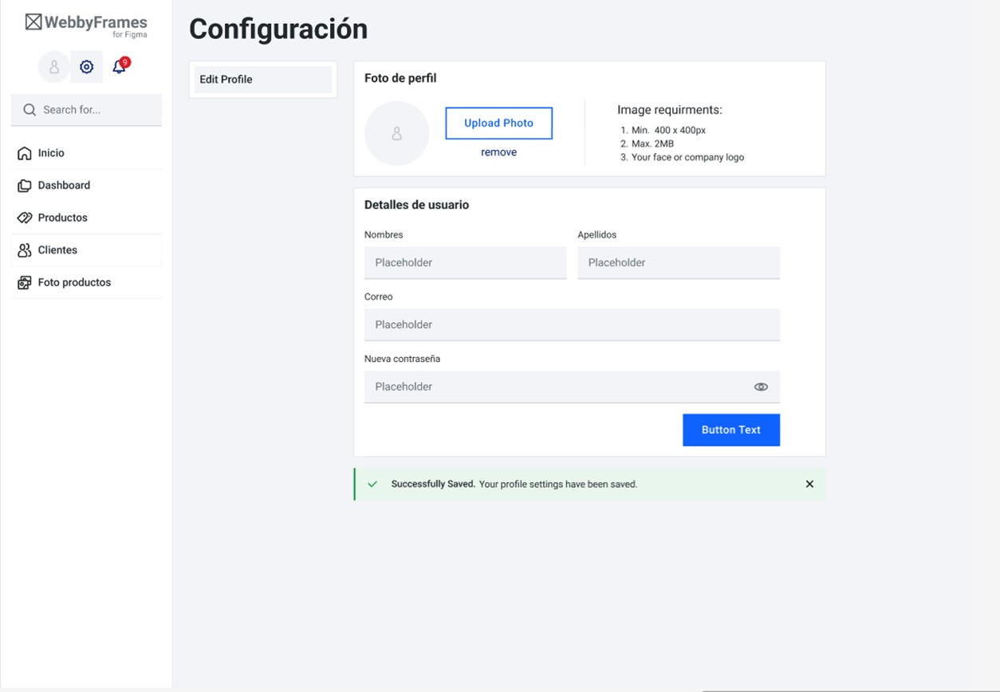 WebbyFrames
for Figma
9
Search for...
Inicio
Dashboard
Productos
Clientes
Foto productos
Configuración
Edit Profile
Foto de perfil
Upload Photo
remove
Image requirments:
1. Min. 400 x 400px
2. Max. 2MB
3. Your face or company logo
Detalles de usuario
Nombres
Apellidos
Placeholder
Placeholder
Correo
Placeholder
Nueva contraseña
Placeholder
Button Text
Successfully Saved. Your profile settings have been saved.